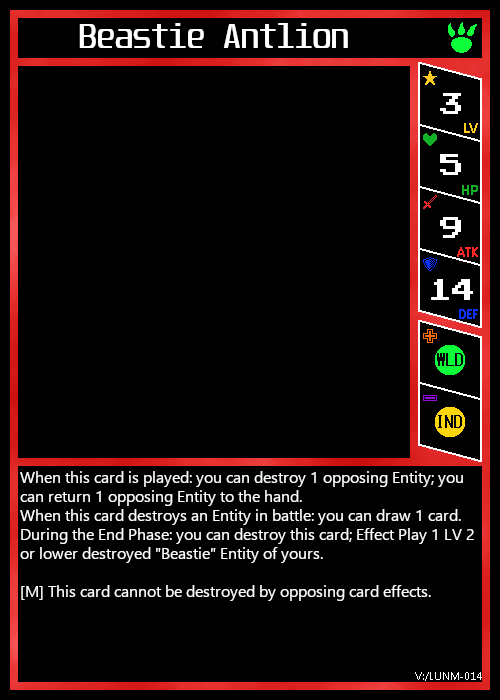 Beastie Antlion
3
LV
5
HP
9
ATK
14
DEF
WLD
IND
When this card is played: you can destroy 1 opposing Entity; you
can return 1 opposing Entity to the hand.
When this card destroys an Entity in battle: you can draw 1 card.
During the End Phase: you can destroy this card; Effect Play 1 LV 2
or lower destroyed "Beastie" Entity of yours.
[M] This card cannot be destroyed by opposing card effects.
V:/LUNM-014